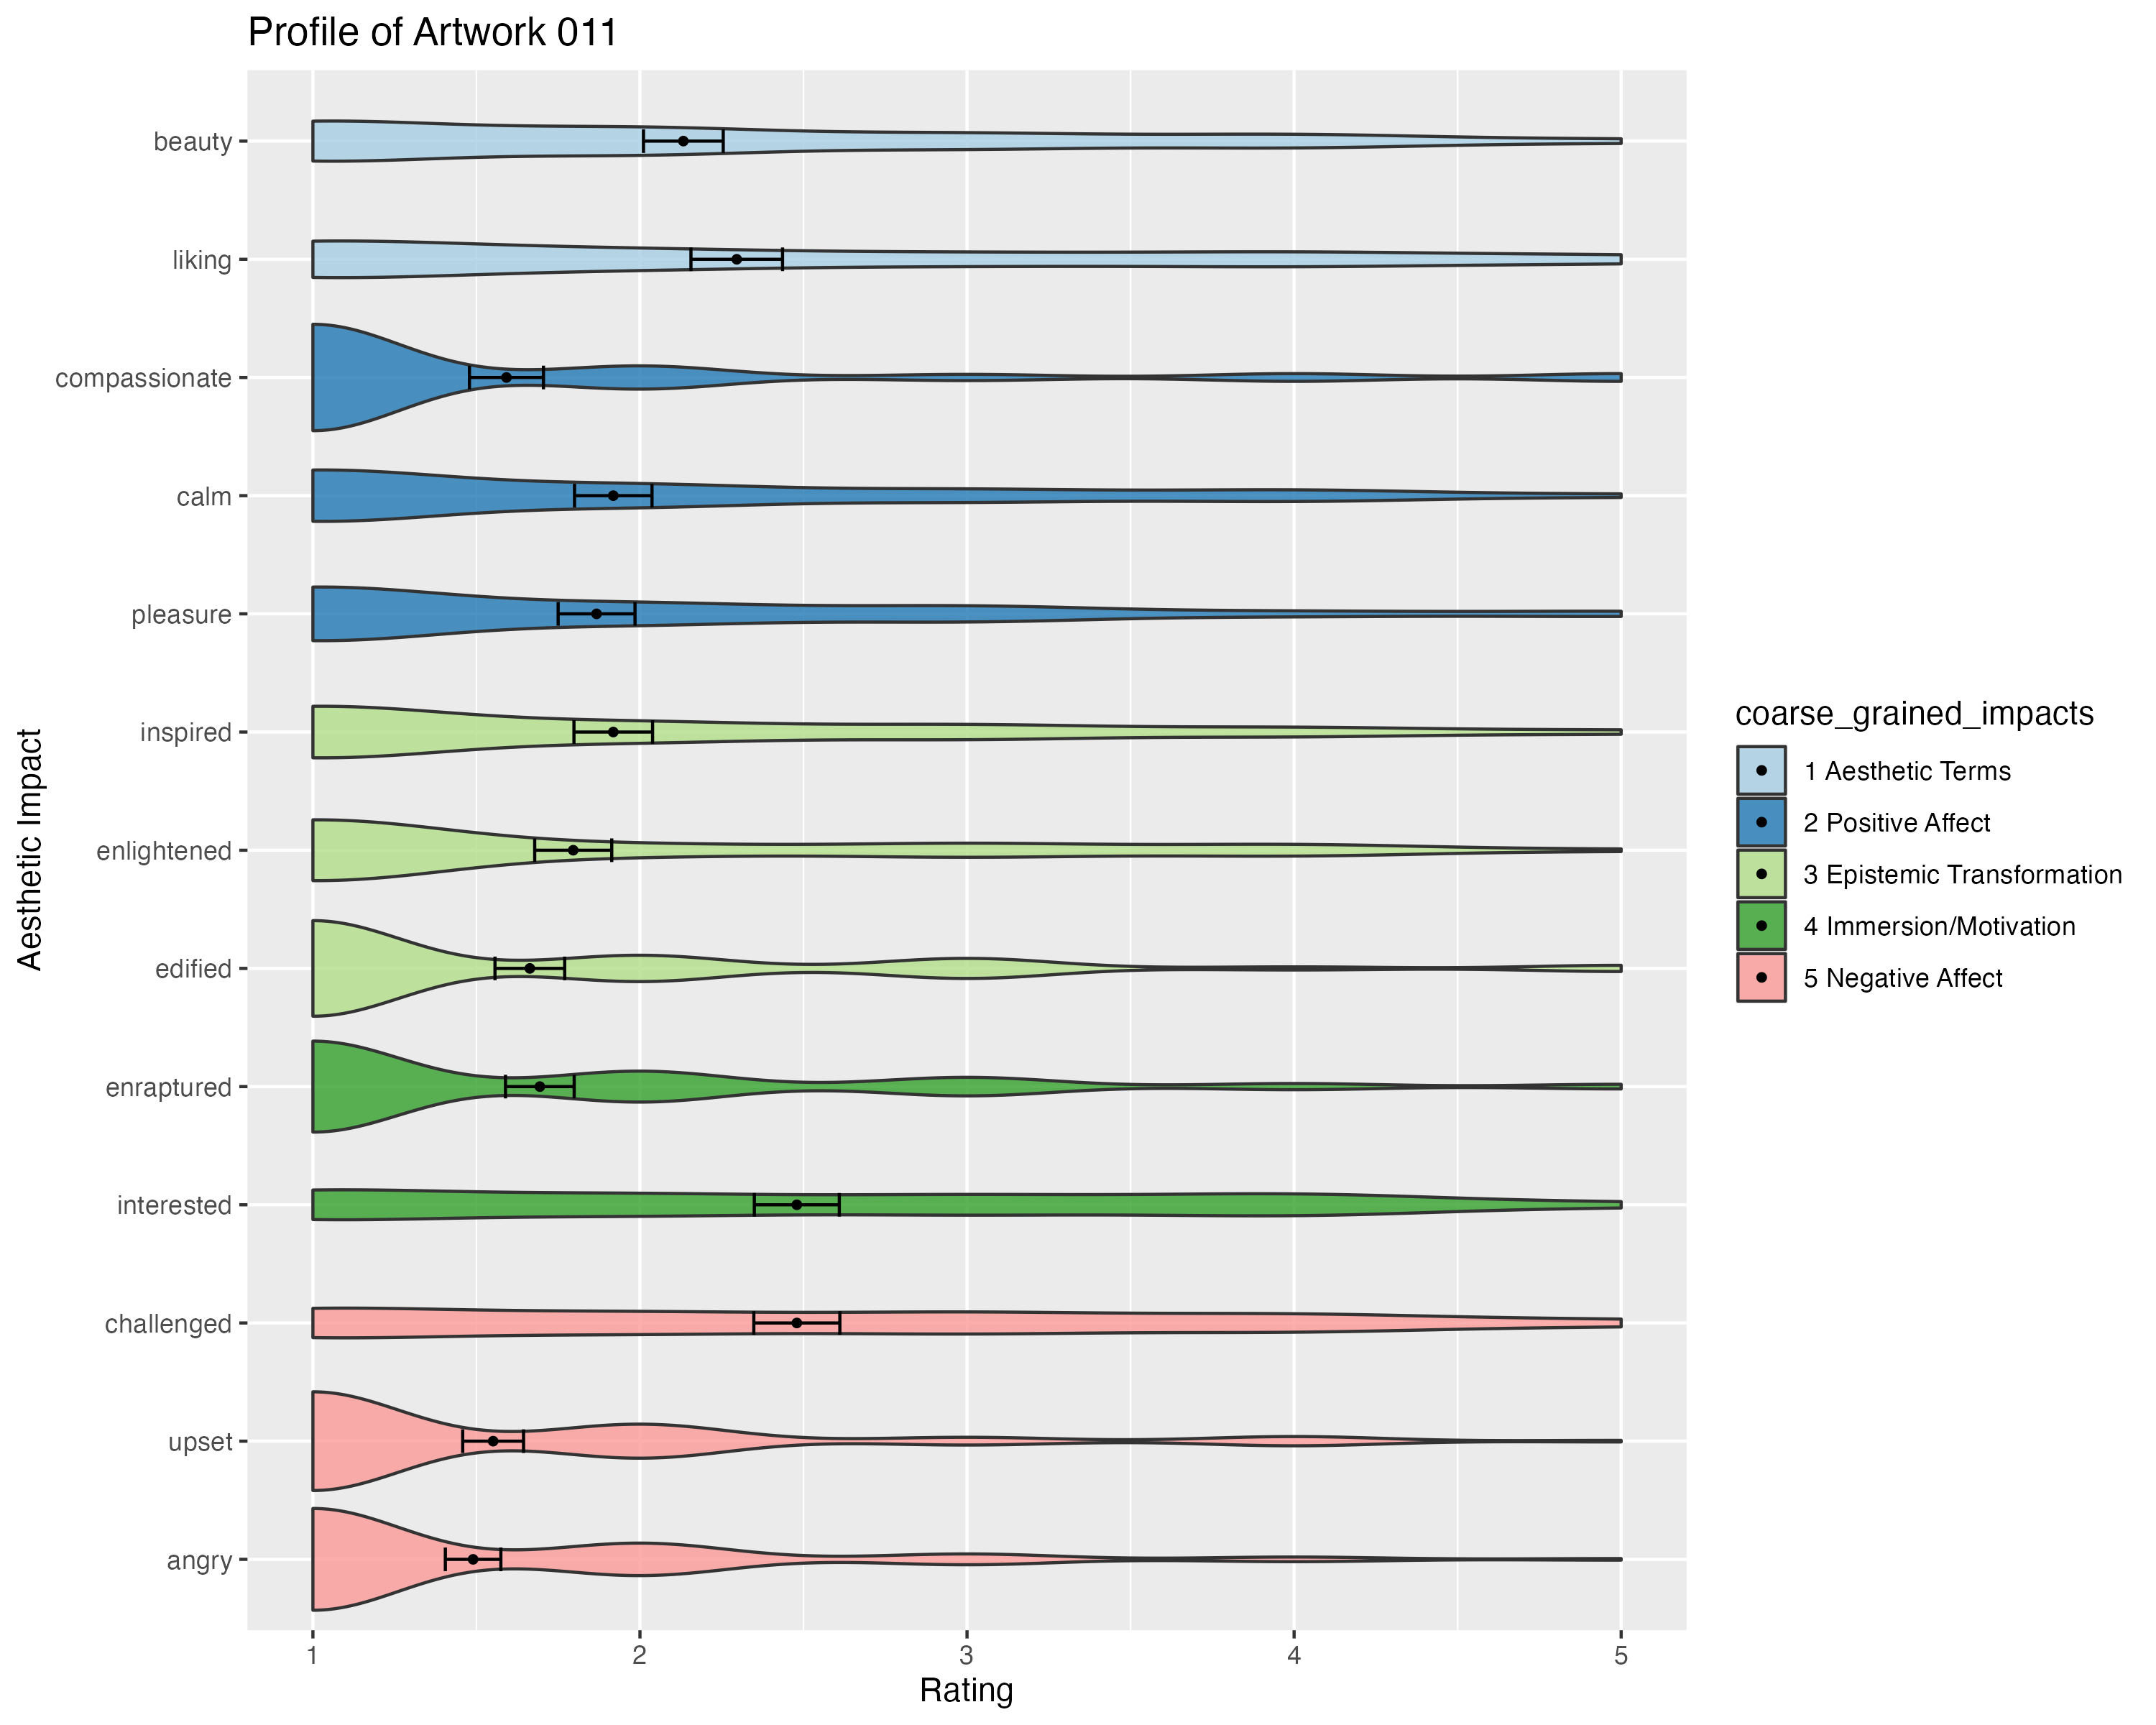 Profile of Artwork 011
beauty
liking
compassionate
calm
pleasure
inspired
enlightened
edified
enraptured
interested
challenged
upset
angry
Aesthetic Impact
1 2 3 4 5
Rating
coarse_grained_impacts
1 Aesthetic Terms
2 Positive Affect
3 Epistemic Transformation
4 Immersion/Motivation
5 Negative Affect